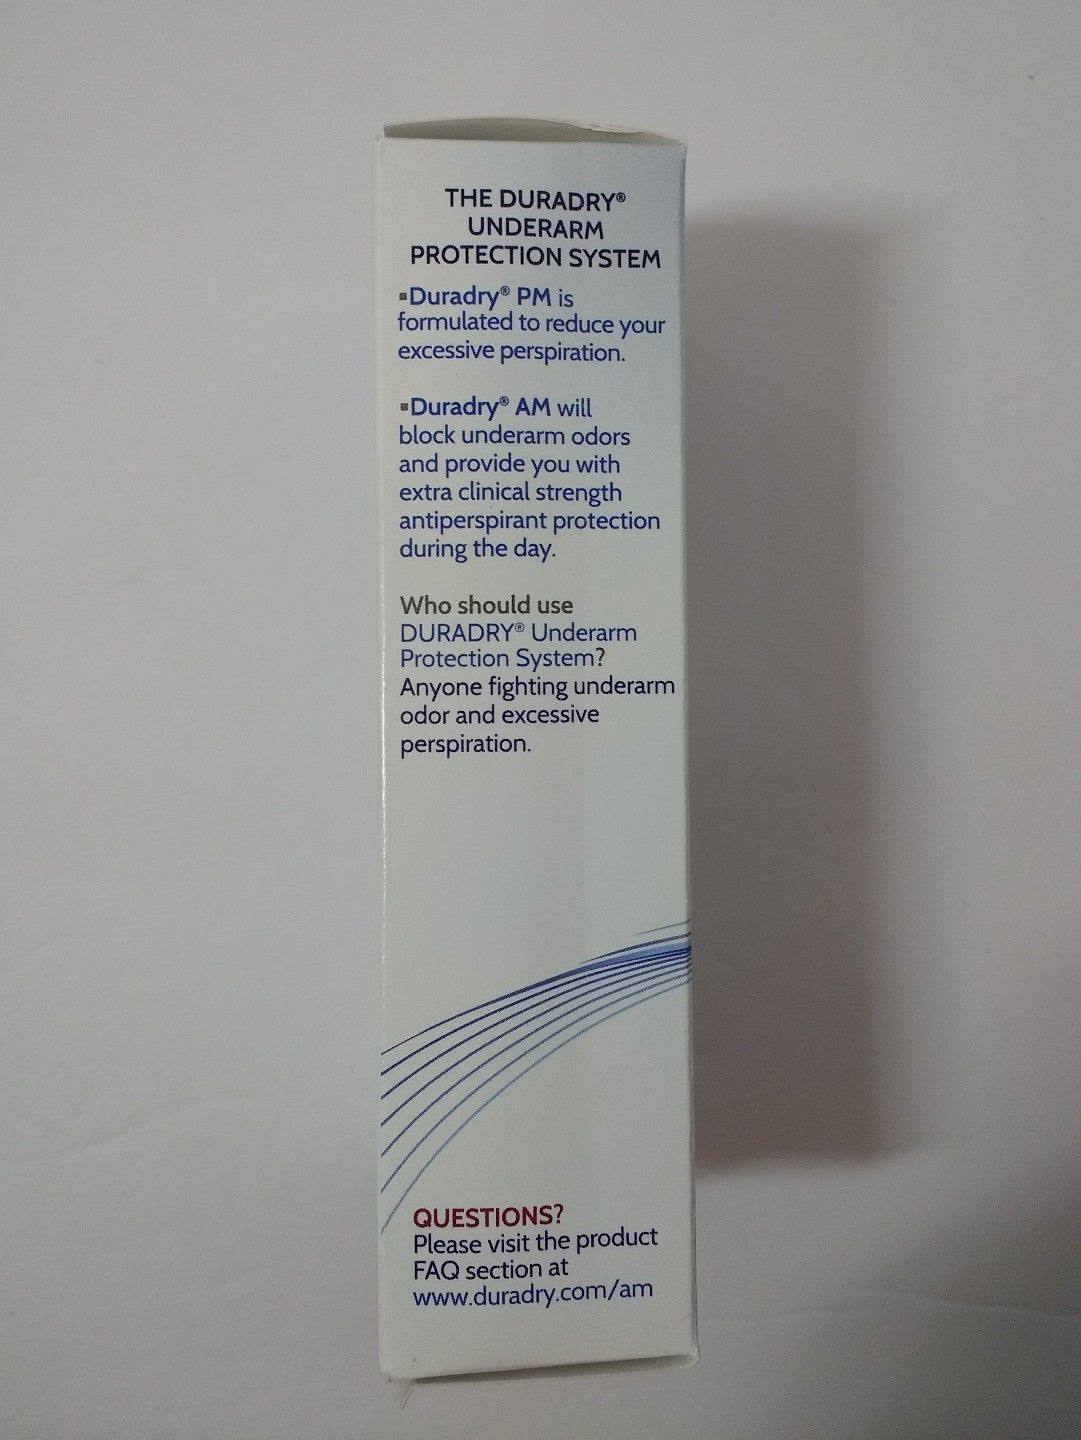 THE DURADRY®
UNDERARM
PROTECTION SYSTEM
▪Duradry® PM is
formulated to reduce your
excessive perspiration.
▪Duradry® AM will
block underarm odors
and provide you with
extra clinical strength
antiperspirant protection
during the day.
Who should use
DURADRY® Underarm
Protection System?
Anyone fighting underarm
odor and excessive
perspiration.
QUESTIONS?
Please visit the product
FAQ section at
www.duradry.com/am